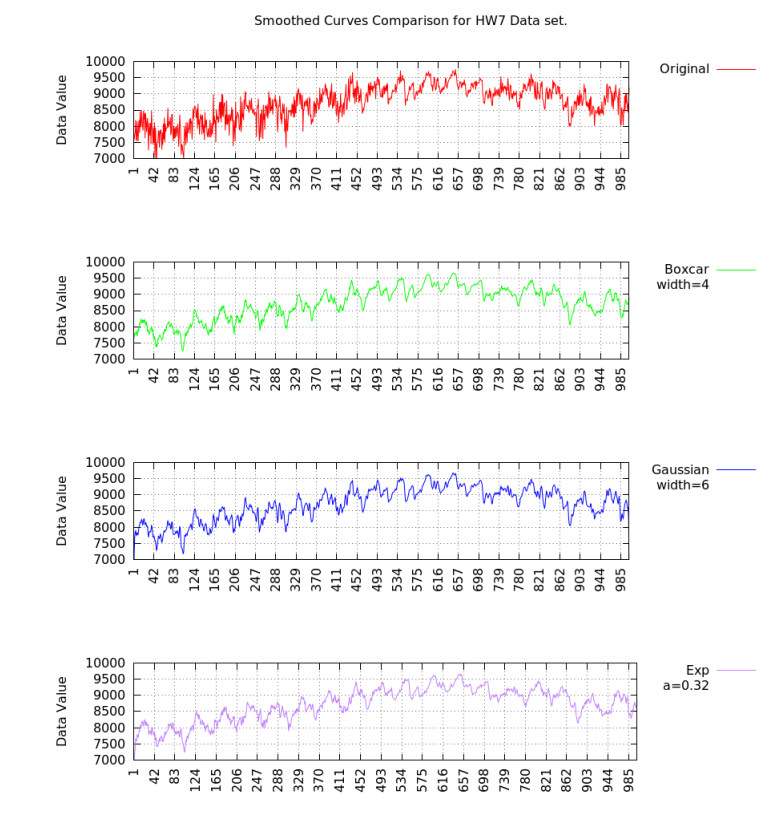 Smoothed Curves Comparison for HW7 Data set.
Original
Data Value
10000
9500
9000
8500
8000
7500
7000
1 42 83 124 165 206 247 288 329 370 411 452 493 534 575 616 657 698 739 780 821 862 903 944 985
Boxcar
width=4
Data Value
10000
9500
9000
8500
8000
7500
7000
1 42 83 124 165 206 247 288 329 370 411 452 493 534 575 616 657 698 739 780 821 862 903 944 985
Gaussian
width=6
Data Value
10000
9500
9000
8500
8000
7500
7000
1 42 83 124 165 206 247 288 329 370 411 452 493 534 575 616 657 698 739 780 821 862 903 944 985
Exp
a=0.32
Data Value
10000
9500
9000
8500
8000
7500
7000
1 42 83 124 165 206 247 288 329 370 411 452 493 534 575 616 657 698 739 780 821 862 903 944 985